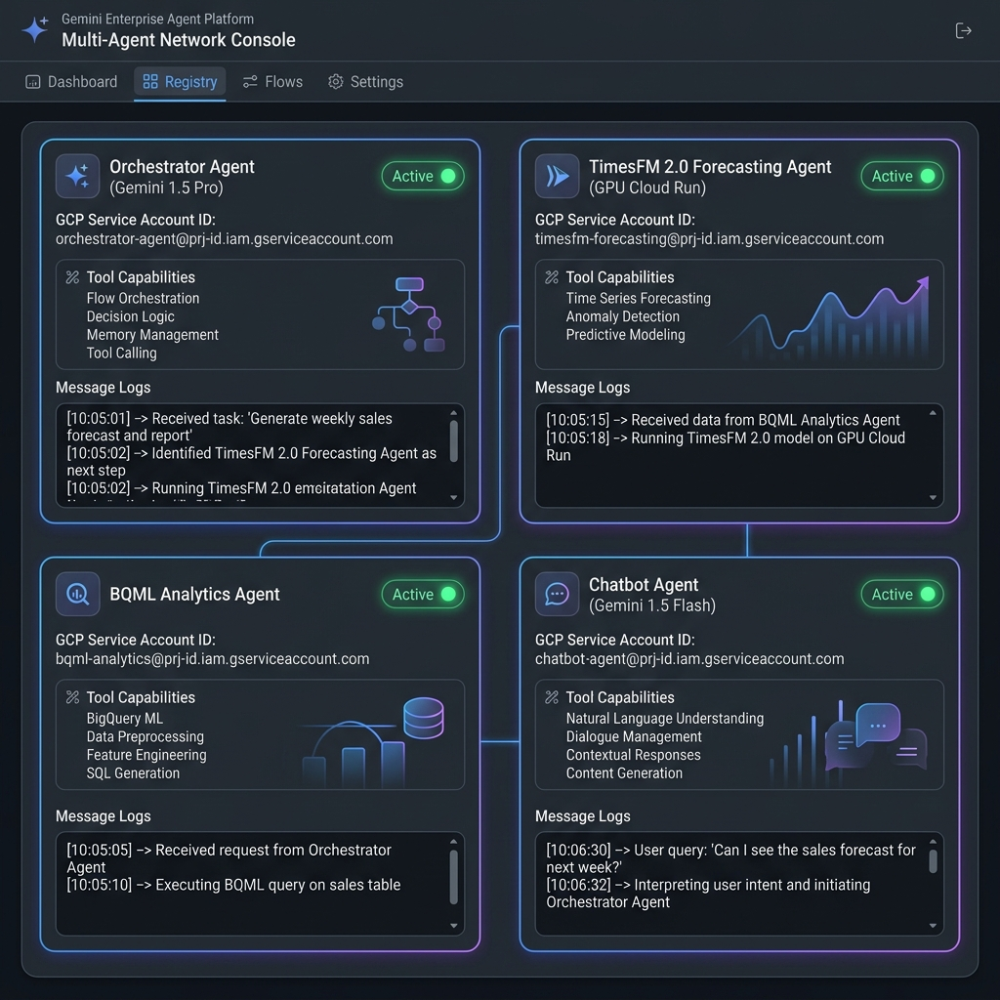 Gemini Enterprise Agent Platform
Multi-Agent Network Console
Dashboard
Registry
Flows
Settings
Orchestrator Agent
(Gemini 1.5 Pro)
Active
GCP Service Account ID:
orchestrator-agent@prj-id.iam.gserviceaccount.com
Tool Capabilities
Flow Orchestration
Decision Logic
Memory Management
Tool Calling
Message Logs
[10:05:01] –> Received task: 'Generate weekly sales
forecast and report'
[10:05:02] –> Identified TimesFM 2.0 Forecasting Agent as
next step
[10:05:02] –> Running TimesFM 2.0 emciratation Agent
TimesFM 2.0 Forecasting Agent
(GPU Cloud Run)
Active
GCP Service Account ID:
timesfm-forecasting@prj-id.iam.gserviceaccount.com
Tool Capabilities
Time Series Forecasting
Anomaly Detection
Predictive Modeling
Message Logs
[10:05:15] –> Received data from BQML Analytics Agent
[10:05:18] –> Running TimesFM 2.0 model on GPU Cloud
Run
BQML Analytics Agent
Active
GCP Service Account ID:
bqml-analytics@prj-id.iam.gserviceaccount.com
Tool Capabilities
BigQuery ML
Data Preprocessing
Feature Engineering
SQL Generation
Message Logs
[10:05:05] –> Received request from Orchestrator
Agent
[10:05:10] –> Executing BQML query on sales table
Chatbot Agent
(Gemini 1.5 Flash)
Active
GCP Service Account ID:
chatbot-agent@prj-id.iam.gserviceaccount.com
Tool Capabilities
Natural Language Understanding
Dialogue Management
Contextual Responses
Content Generation
Message Logs
[10:06:30] –> User query: 'Can I see the sales forecast for
next week?'
[10:06:32] –> Interpreting user intent and initiating
Orchestrator Agent